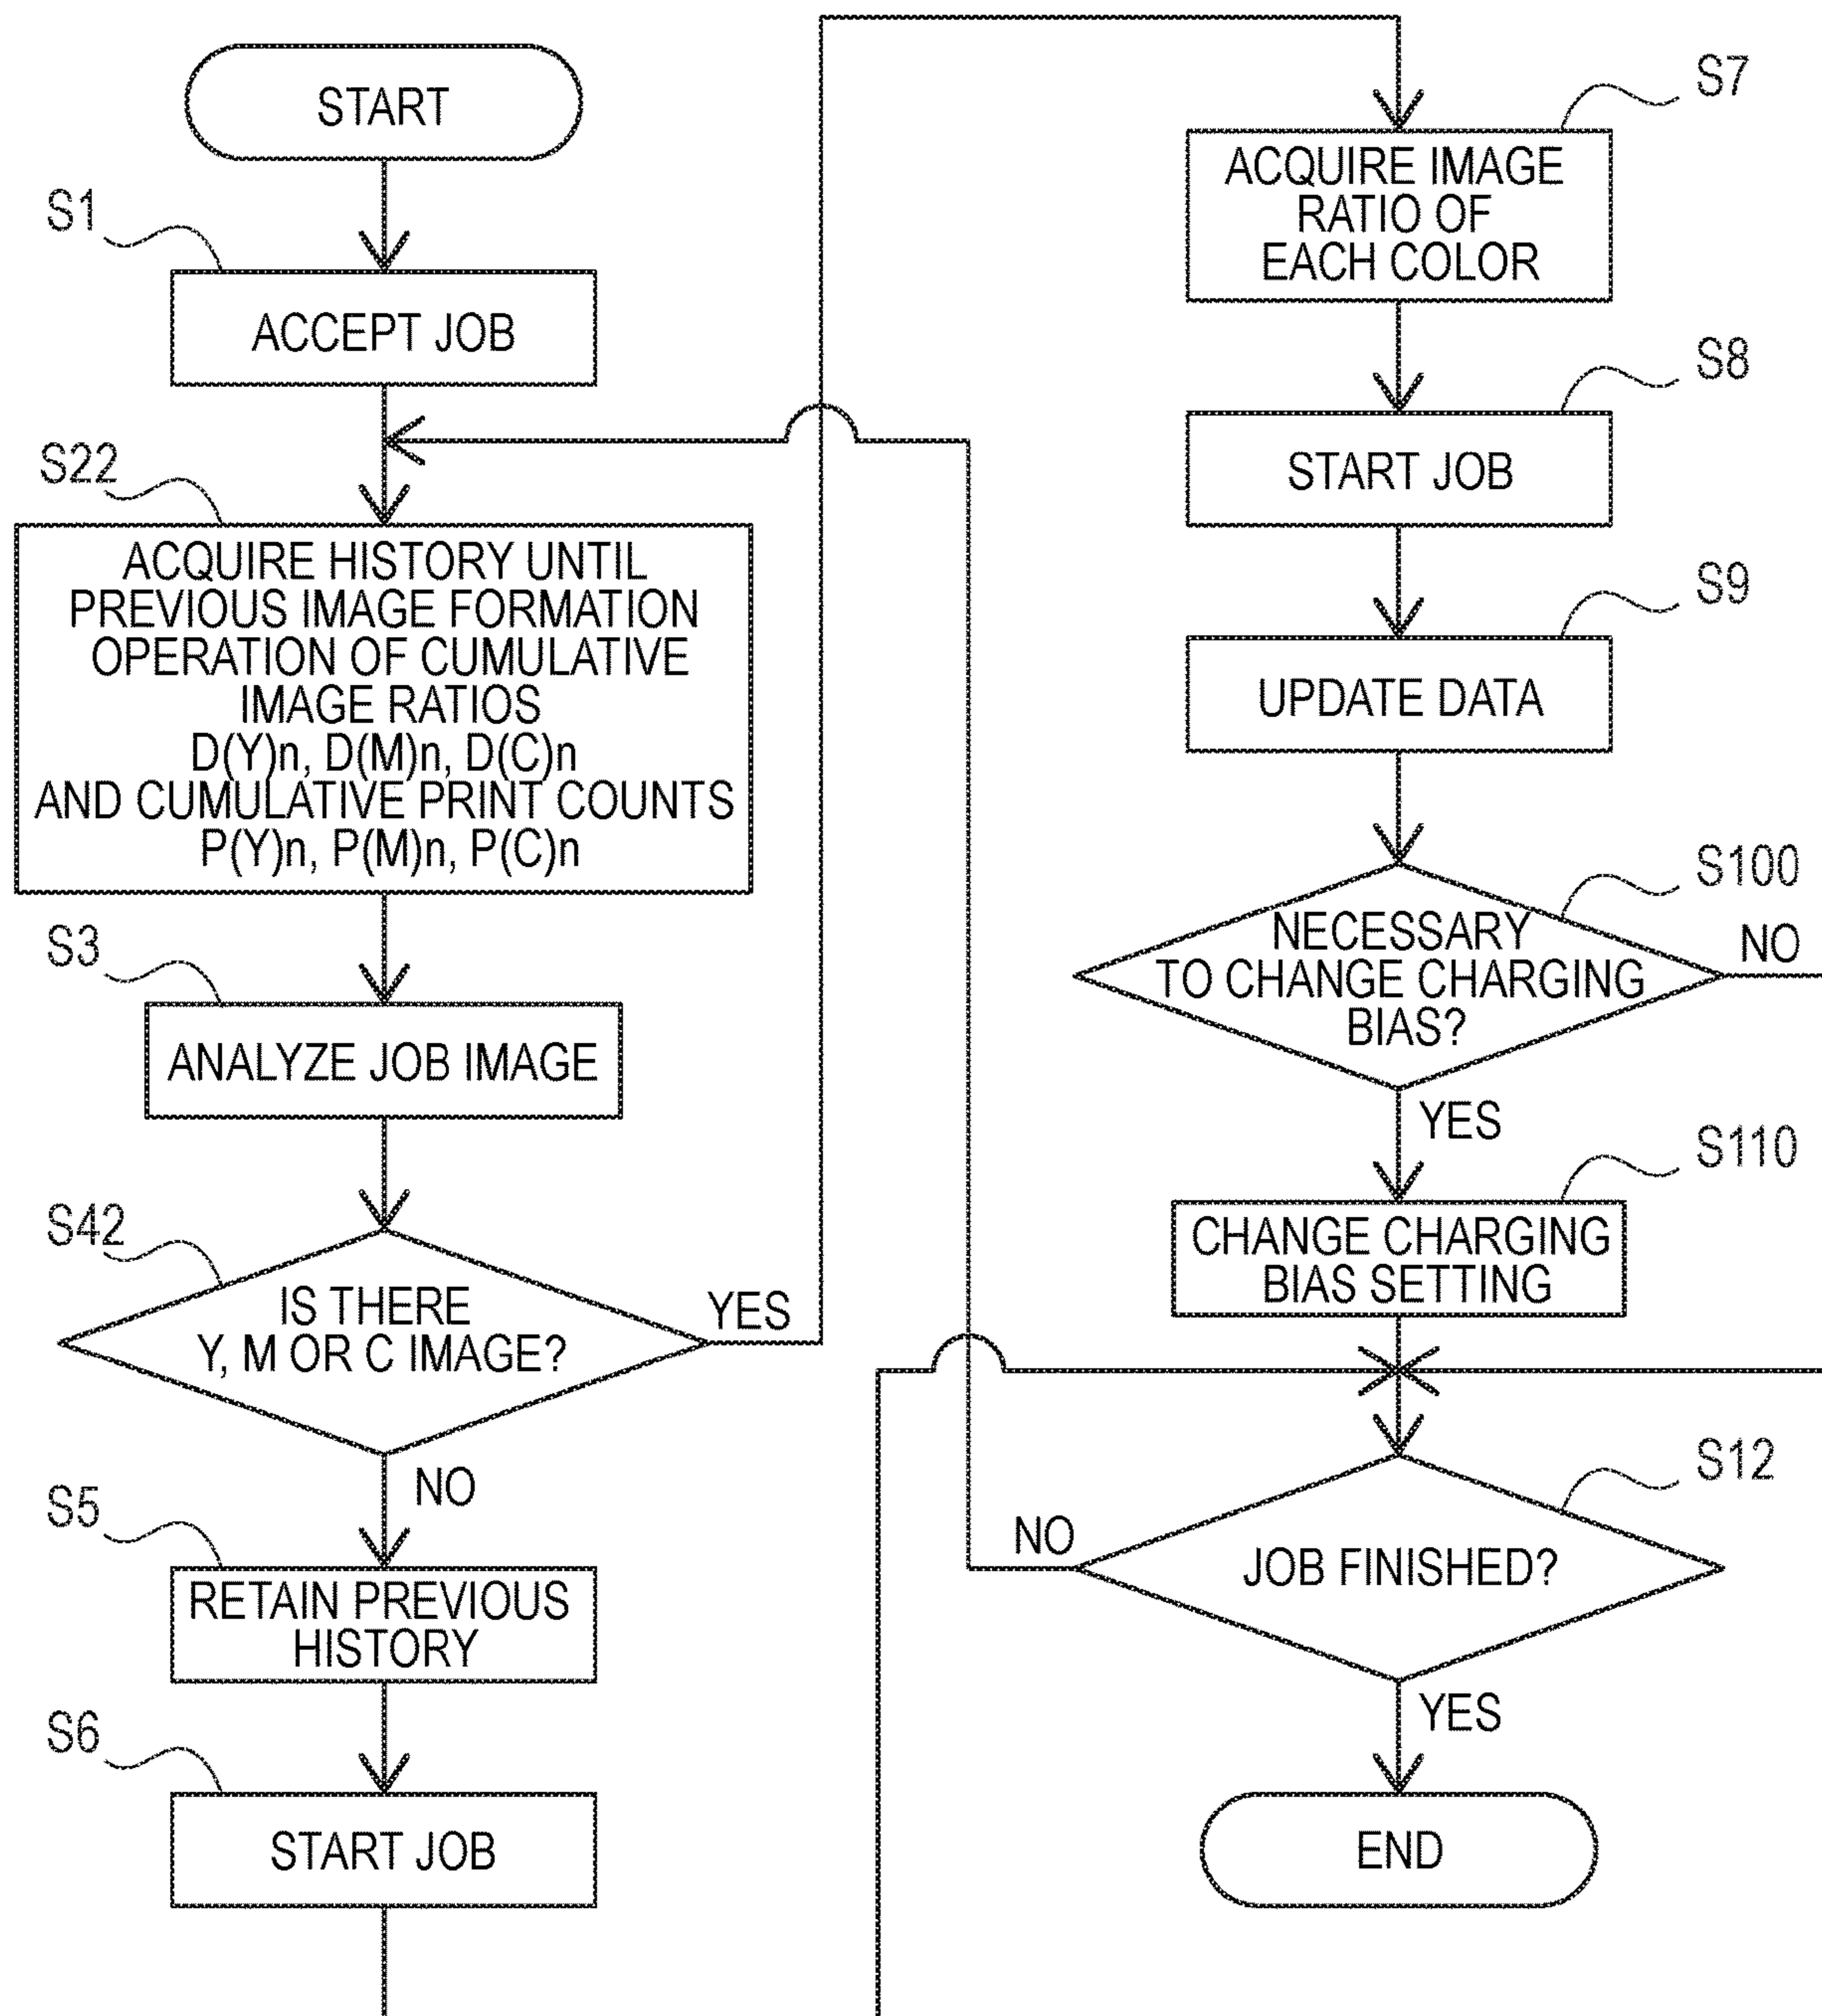 START
S1
ACCEPT JOB
S22
ACQUIRE HISTORY UNTIL
PREVIOUS IMAGE FORMATION
OPERATION OF CUMULATIVE
IMAGE RATIOS
D(Y)n, D(M)n, D(C)n
AND CUMULATIVE PRINT COUNTS
P(Y)n, P(M)n, P(C)n
S3
ANALYZE JOB IMAGE
S42
IS THERE
Y, M OR C IMAGE?
YES
NO
S5
RETAIN PREVIOUS
HISTORY
S6
START JOB
S7
ACQUIRE IMAGE
RATIO OF
EACH COLOR
S8
START JOB
S9
UPDATE DATA
S100
NECESSARY
TO CHANGE CHARGING
BIAS?
NO
YES
S110
CHANGE CHARGING
BIAS SETTING
S12
JOB FINISHED?
NO
YES
END